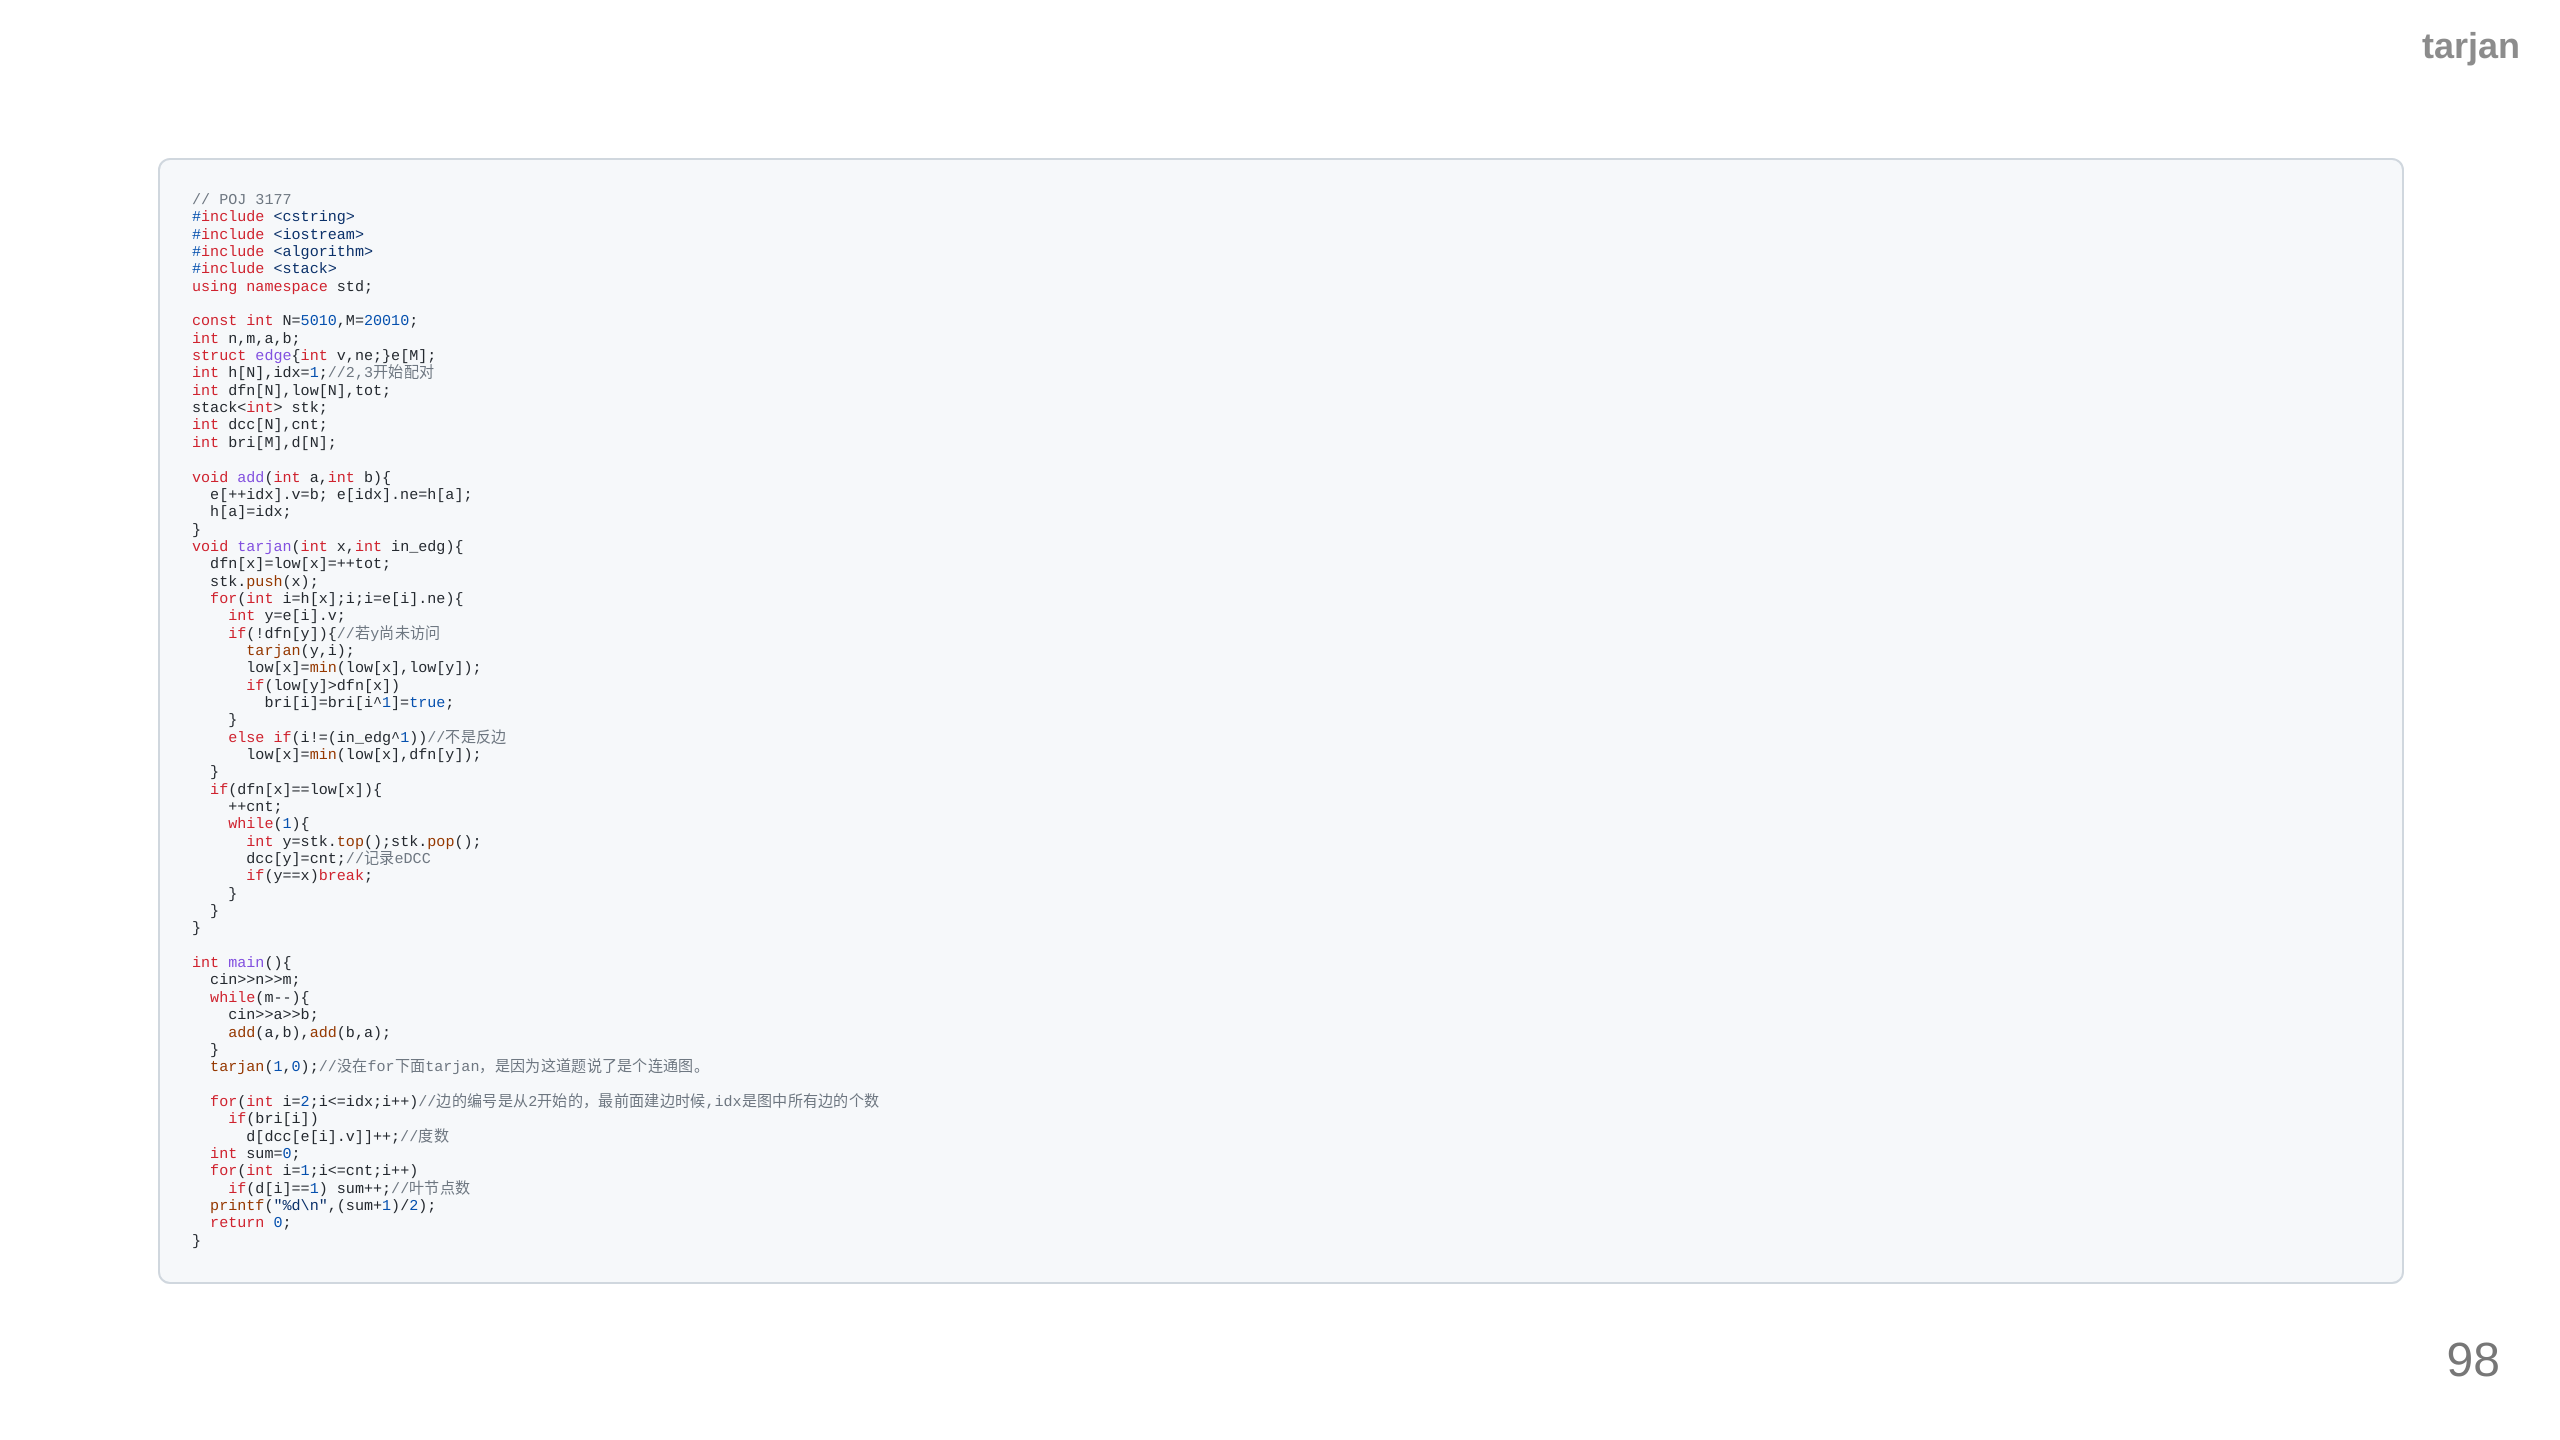 tarjan
// POJ 3177
#include <cstring>
#include <iostream>
#include <algorithm>
#include <stack>
using namespace std;

const int N=5010,M=20010;
int n,m,a,b;
struct edge{int v,ne;}e[M];
int h[N],idx=1;//2,3开始配对
int dfn[N],low[N],tot;
stack<int> stk;
int dcc[N],cnt;
int bri[M],d[N];

void add(int a,int b){
  e[++idx].v=b; e[idx].ne=h[a];
  h[a]=idx;
}
void tarjan(int x,int in_edg){
  dfn[x]=low[x]=++tot;
  stk.push(x);
  for(int i=h[x];i;i=e[i].ne){
    int y=e[i].v;
    if(!dfn[y]){//若y尚未访问
      tarjan(y,i);
      low[x]=min(low[x],low[y]);
      if(low[y]>dfn[x])
        bri[i]=bri[i^1]=true;
    }
    else if(i!=(in_edg^1))//不是反边
      low[x]=min(low[x],dfn[y]);
  }
  if(dfn[x]==low[x]){
    ++cnt;
    while(1){
      int y=stk.top();stk.pop();
      dcc[y]=cnt;//记录eDCC
      if(y==x)break;
    }
  }
}

int main(){
  cin>>n>>m;
  while(m--){
    cin>>a>>b;
    add(a,b),add(b,a);
  }
  tarjan(1,0);//没在for下面tarjan，是因为这道题说了是个连通图。

  for(int i=2;i<=idx;i++)//边的编号是从2开始的，最前面建边时候,idx是图中所有边的个数
    if(bri[i])
      d[dcc[e[i].v]]++;//度数
  int sum=0;
  for(int i=1;i<=cnt;i++)
    if(d[i]==1) sum++;//叶节点数
  printf("%d\n",(sum+1)/2);
  return 0;
}
98